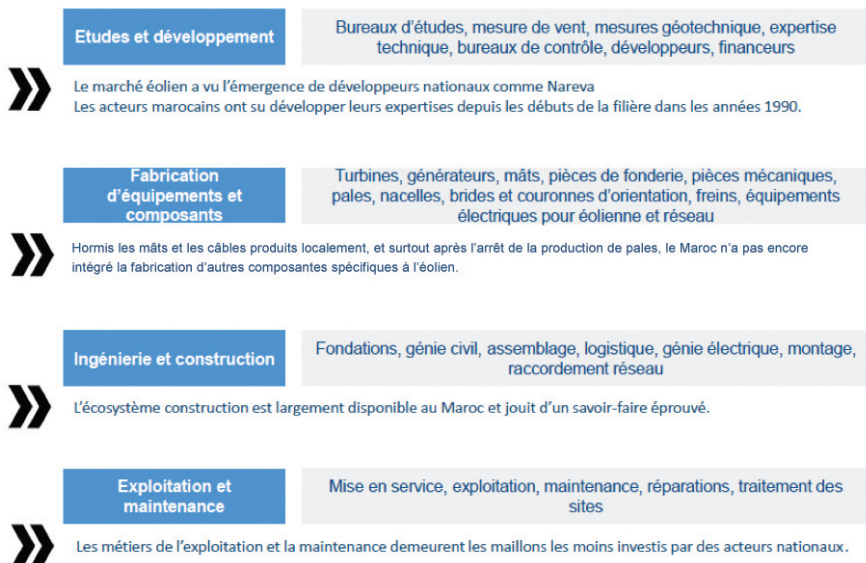 Etudes et développement
Bureaux d'études, mesure de vent, mesures géotechnique, expertise
technique, bureaux de contrôle, développeurs, financeurs
Le marché éolien a vu l'émergence de développeurs nationaux comme Nareva
Les acteurs marocains ont su développer leurs expertises depuis les débuts de la filière dans les années 1990.
Fabrication
d'équipements et
composants
Turbines, générateurs, mâts, pièces de fonderie, pièces mécaniques,
pales, nacelles, brides et couronnes d'orientation, freins, équipements
électriques pour éolienne et réseau
Hormis les mâts et les câbles produits localement, et surtout après l'arrêt de la production de pales, le Maroc n'a pas encore
intégré la fabrication d'autres composantes spécifiques à l'éolien.
Ingénierie et construction
Fondations, génie civil, assemblage, logistique, génie électrique, montage,
raccordement réseau
L'écosystème construction est largement disponible au Maroc et jouit d'un savoir-faire éprouvé.
Exploitation et
maintenance
Mise en service, exploitation, maintenance, réparations, traitement des
sites
Les métiers de l'exploitation et la maintenance demeurent les maillons les moins investis par des acteurs nationaux.